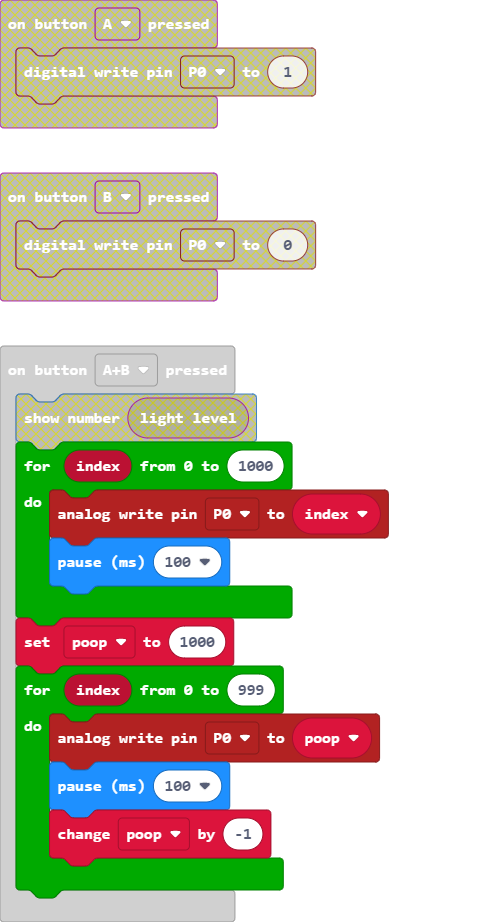 on button A pressed
digital write pin P0 to 1
on button B pressed
digital write pin P0 to 0
on button A+B pressed
show number light level
for index from 0 to 1000
do
analog write pin P0 to index
pause (ms) 100
set poop to 1000
for index from 0 to 999
do
analog write pin P0 to poop
pause (ms) 100
change poop by -1